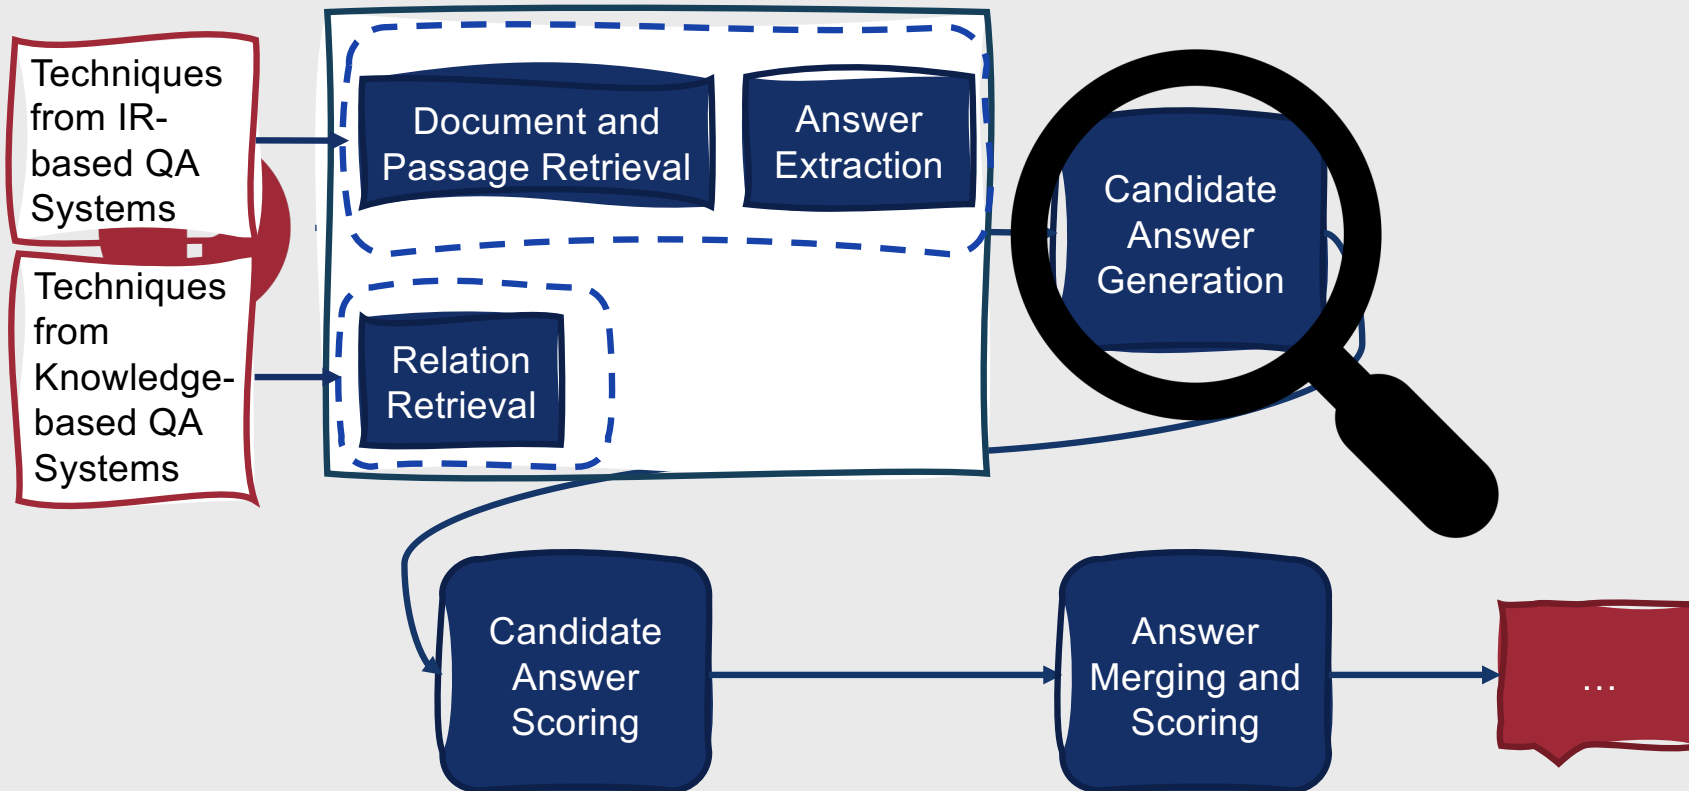 Techniques
from IR-
based QA
Systems
Document and
Passage Retrieval
Answer
Extraction
Candidate
Answer
Generation
Techniques
from
Knowledge-
based QA
Systems
Relation
Retrieval
Candidate
Answer
Scoring
Answer
Merging and
Scoring
...